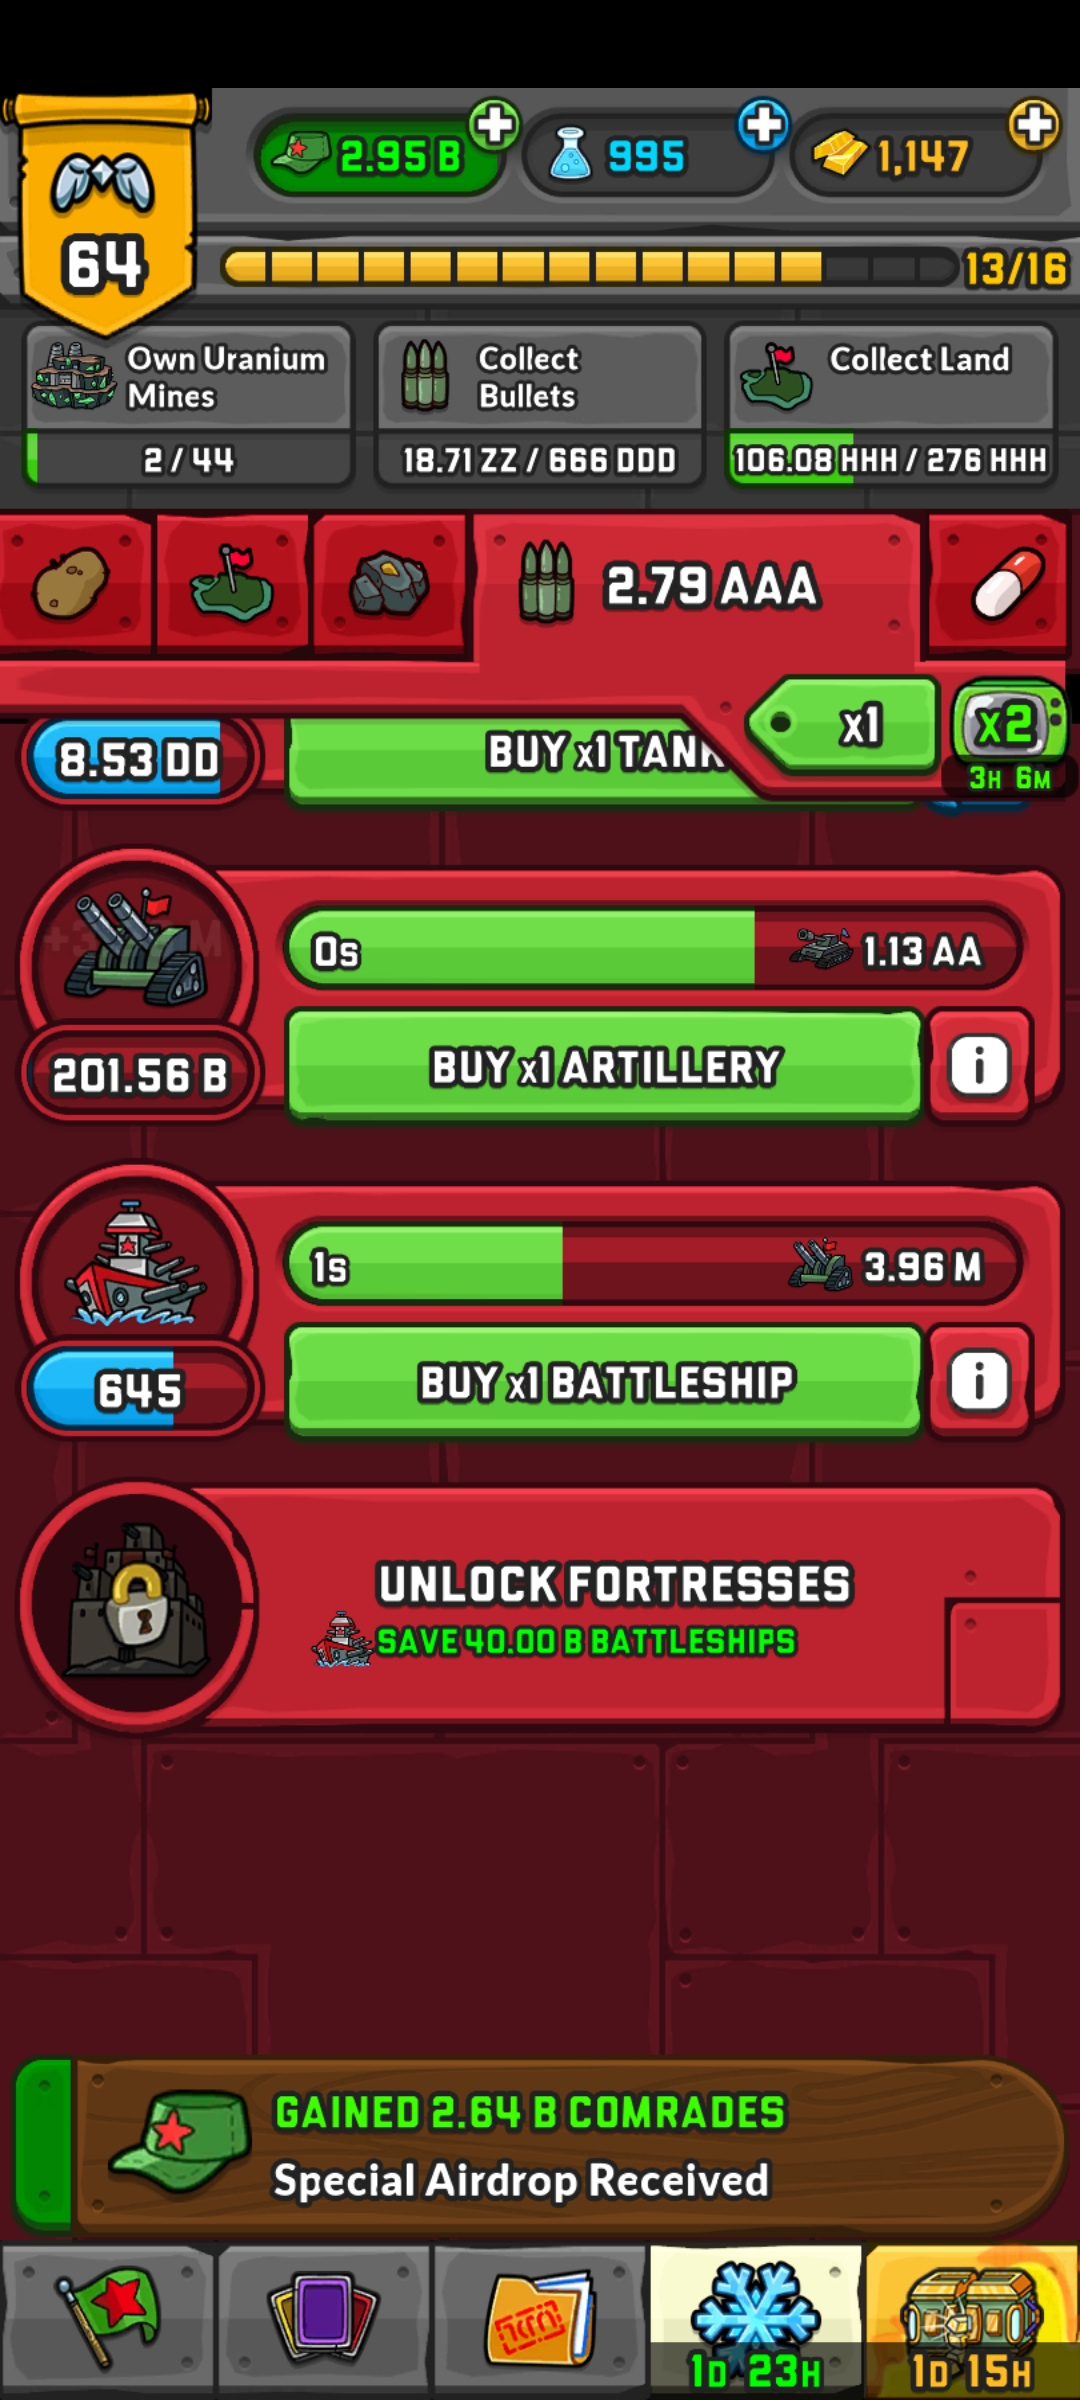 2.95 B
995
1,147
64
13/16
Own Uranium
Mines
2 / 44
Collect
Bullets
18.71 ZZ / 666 DDD
Collect Land
106.08 HHH / 276 HHH
2.79 AAA
x1
x2
3H 6M
8.53 DD
BUY x1 TANK
0s
1.13 AA
201.56 B
BUY x1 ARTILLERY
i
1s
3.96 M
645
BUY x1 BATTLESHIP
i
UNLOCK FORTRESSES
SAVE 40.00 B BATTLESHIPS
GAINED 2.64 B COMRADES
Special Airdrop Received
1D 23H
1D 15H